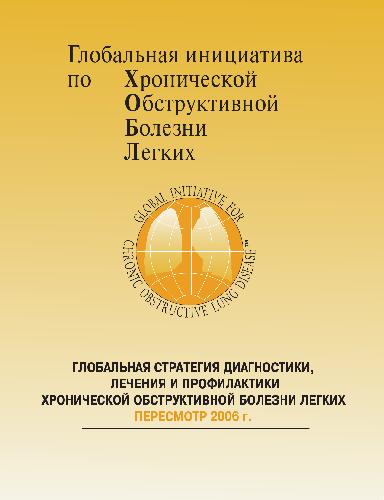 Глобальная инициатива
по Хронической
Обструктивной
Болезни
Легких
GLOBAL INITIATIVE FOR
CHRONIC OBSTRUCTIVE LUNG DISEASE™
ГЛОБАЛЬНАЯ СТРАТЕГИЯ ДИАГНОСТИКИ,
ЛЕЧЕНИЯ И ПРОФИЛАКТИКИ
ХРОНИЧЕСКОЙ ОБСТРУКТИВНОЙ БОЛЕЗНИ ЛЕГКИХ
ПЕРЕСМОТР 2006 г.